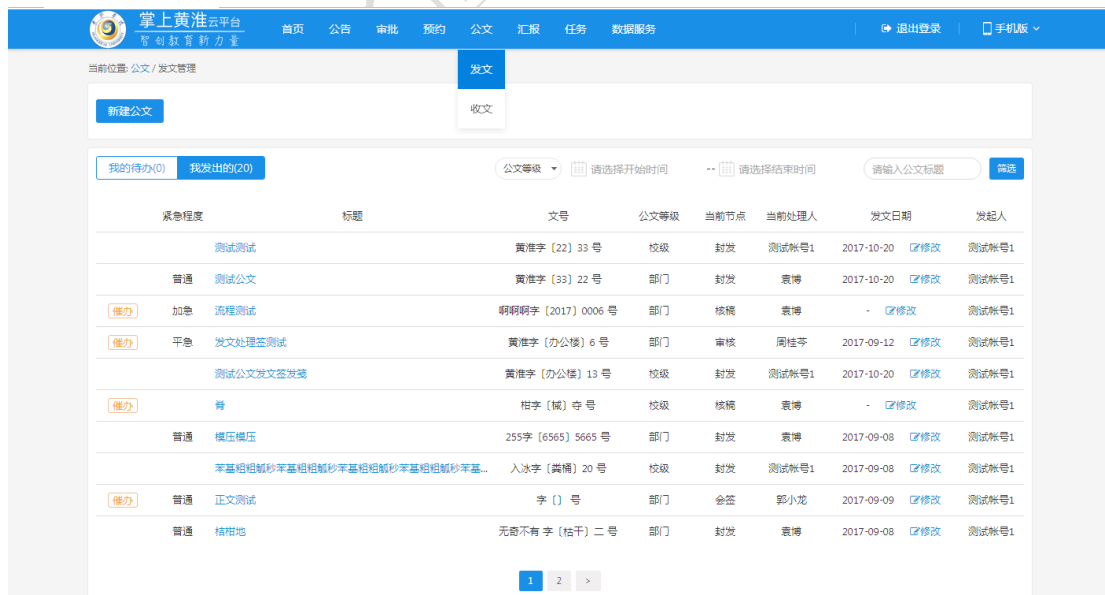 掌上黄淮云平台
智创教育新力量
首页 公告 审批 预约 公文 汇报 任务 数据服务 退出登录 手机版
当前位置: 公文 / 发文管理
发文
新建公文
收文
我的待办(0) 我发出的(20) 公文等级 请选择开始时间 -- 请选择结束时间 请输入公文标题 筛选
紧急程度 标题 文号 公文等级 当前节点 当前处理人 发文日期 发起人
测试测试 黄淮字〔22〕33 号 校级 封发 测试帐号1 2017-10-20 修改 测试帐号1
普通 测试公文 黄淮字〔33〕22 号 部门 封发 袁博 2017-10-20 修改 测试帐号1
催办 加急 流程测试 啊啊啊字〔2017〕0006 号 部门 核稿 袁博 - 修改 测试帐号1
催办 平急 发文处理签测试 黄淮字〔办公楼〕6 号 部门 审核 周桂苓 2017-09-12 修改 测试帐号1
测试公文发文签发笺 黄淮字〔办公楼〕13 号 校级 封发 测试帐号1 2017-10-20 修改 测试帐号1
催办 脊 柑字〔械〕夺 号 校级 核稿 袁博 - 修改 测试帐号1
普通 模压模压 255字〔6565〕5665 号 部门 封发 袁博 2017-09-08 修改 测试帐号1
苯基粗粗觚秒苯基粗粗觚秒苯基粗粗觚秒苯基粗粗觚秒苯基... 入冰字〔粪桶〕20 号 校级 封发 测试帐号1 2017-09-08 修改 测试帐号1
催办 普通 正文测试 字〔〕号 部门 会签 郭小龙 2017-09-09 修改 测试帐号1
普通 桔柑地 无奇不有 字〔枯干〕二 号 部门 封发 袁博 2017-09-08 修改 测试帐号1
1 2 >